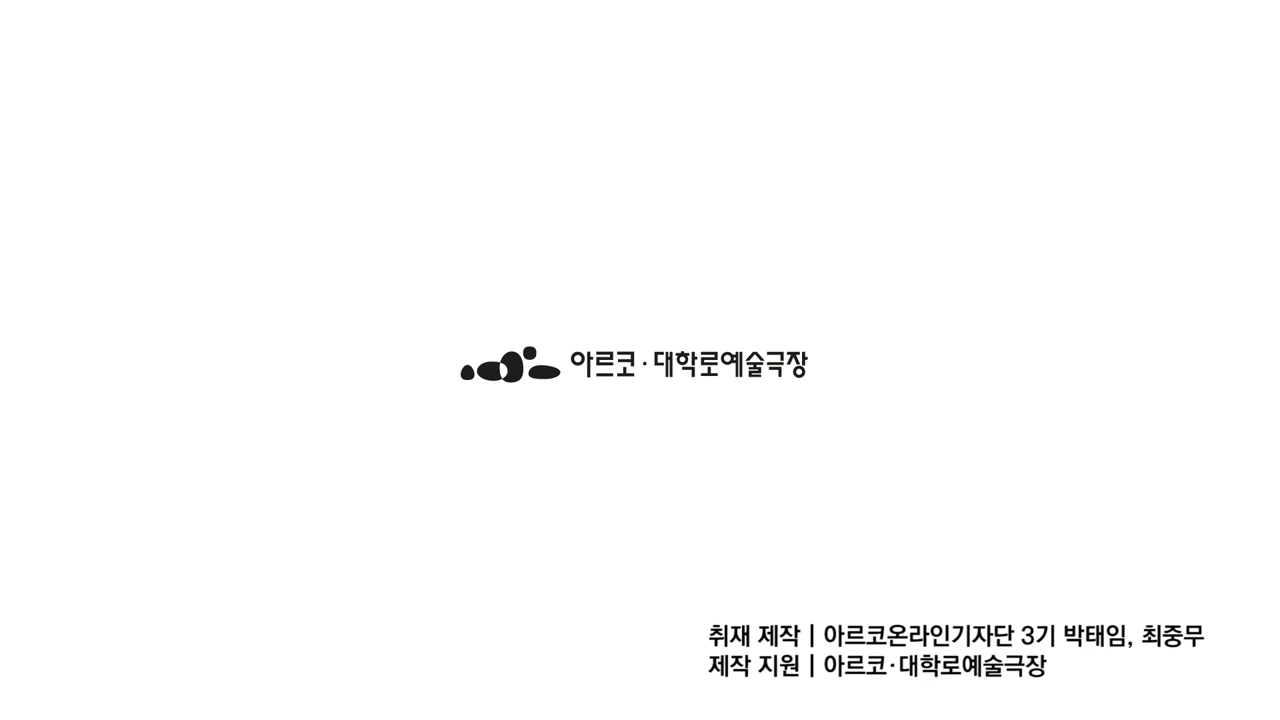 아르코·대학로예술극장
취재 제작 | 아르코온라인기자단 3기 박태임, 최중무
제작 지원 | 아르코·대학로예술극장